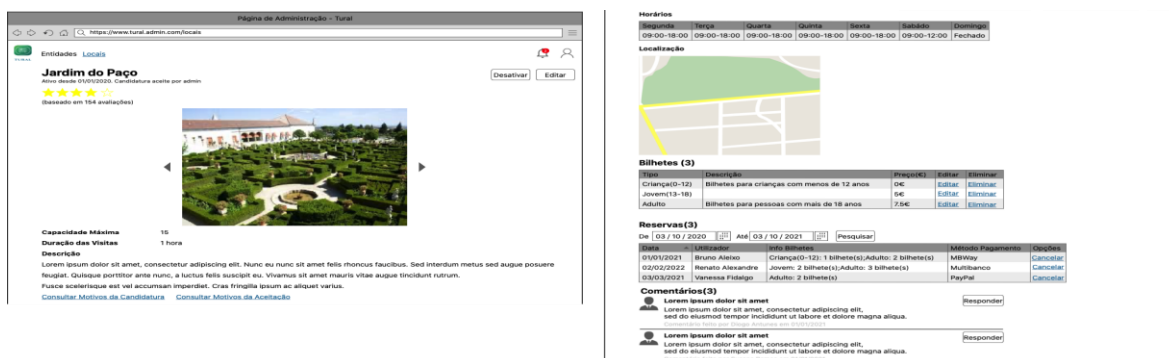 Página de Administração - Tural
https://www.tural.admin.com/locais
TURAL
Entidades Locais
Jardim do Paço
Ativo desde 01/01/2020. Candidatura aceite por admin
Desativar Editar
(baseado em 154 avaliações)
Capacidade Máxima 15
Duração das Visitas 1 hora
Descrição
Lorem ipsum dolor sit amet, consectetur adipiscing elit. Nunc eu nunc sit amet felis rhoncus faucibus. Sed interdum metus sed augue posuere
feugiat. Quisque porttitor ante nunc, a luctus felis suscipit eu. Vivamus sit amet mauris vitae augue tincidunt rutrum.
Fusce scelerisque est vel accumsan imperdiet. Cras fringilla ipsum ac aliquet varius.
Consultar Motivos da Candidatura Consultar Motivos da Aceitação
Horários
Segunda Terça Quarta Quinta Sexta Sabádo Domingo
09:00-18:00 09:00-18:00 09:00-18:00 09:00-18:00 09:00-18:00 09:00-12:00 Fechado
Localização
Bilhetes (3)
Tipo Descrição Preço(€) Editar Eliminar
Criança(0-12) Bilhetes para crianças com menos de 12 anos 0€ Editar Eliminar
Jovem(13-18) 5€ Editar Eliminar
Adulto Bilhetes para pessoas com mais de 18 anos 7.5€ Editar Eliminar
Reservas(3)
De 03/10/2020 Até 03/10/2021 Pesquisar
Data Utilizador Info Bilhetes Método Pagamento Opções
01/01/2021 Bruno Aleixo Criança(0-12): 1 bilhete(s);Adulto: 2 bilhete(s) MBWay Cancelar
02/02/2022 Renato Alexandre Jovem: 2 bilhete(s);Adulto: 3 bilhete(s) Multibanco Cancelar
03/03/2021 Vanessa Fidalgo Adulto: 2 bilhete(s) PayPal Cancelar
Comentários(3)
Lorem ipsum dolor sit amet Responder
Lorem ipsum dolor sit amet, consectetur adipiscing elit,
sed do eiusmod tempor incididunt ut labore et dolore magna aliqua.
Comentário feito por Diogo Antunes em 01/01/2021
Lorem ipsum dolor sit amet Responder
Lorem ipsum dolor sit amet, consectetur adipiscing elit,
sed do eiusmod tempor incididunt ut labore et dolore magna aliqua.